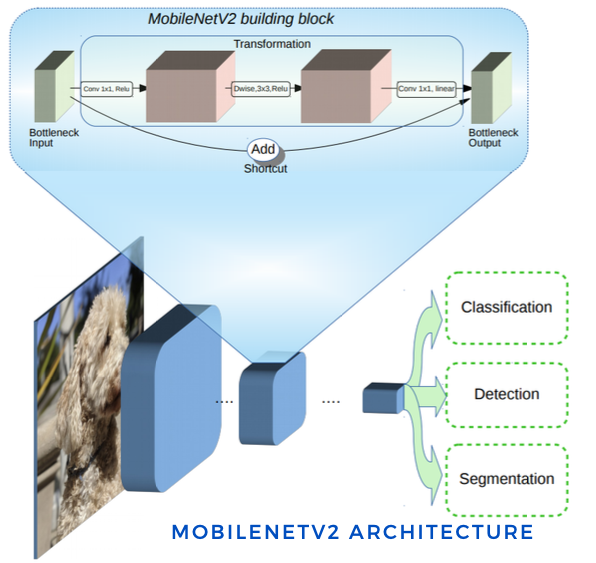 MobileNetV2 building block
Transformation
Conv 1x1, Relu
Dwise,3x3,Relu
Conv 1x1, linear
Bottleneck
Input
Bottleneck
Output
Add
Shortcut
Classification
....
....
Detection
Segmentation
MOBILENETV2 ARCHITECTURE